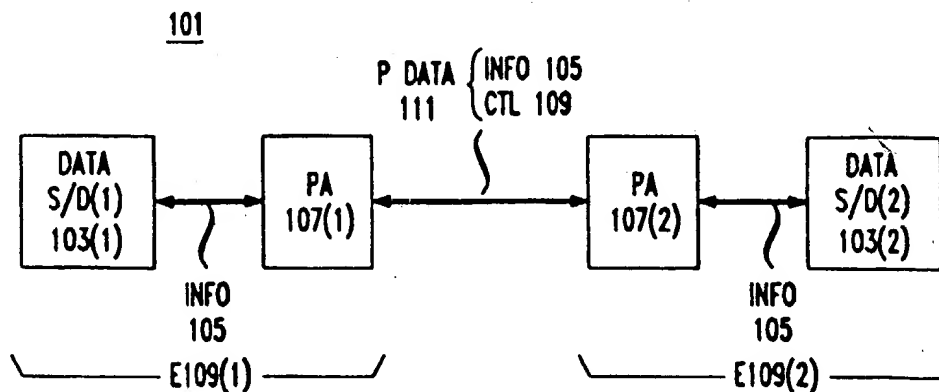 101
P DATA
111
INFO 105
CTL 109
DATA
S/D(1)
103(1)
PA
107(1)
PA
107(2)
DATA
S/D(2)
103(2)
INFO
105
INFO
105
E109(1)
E109(2)